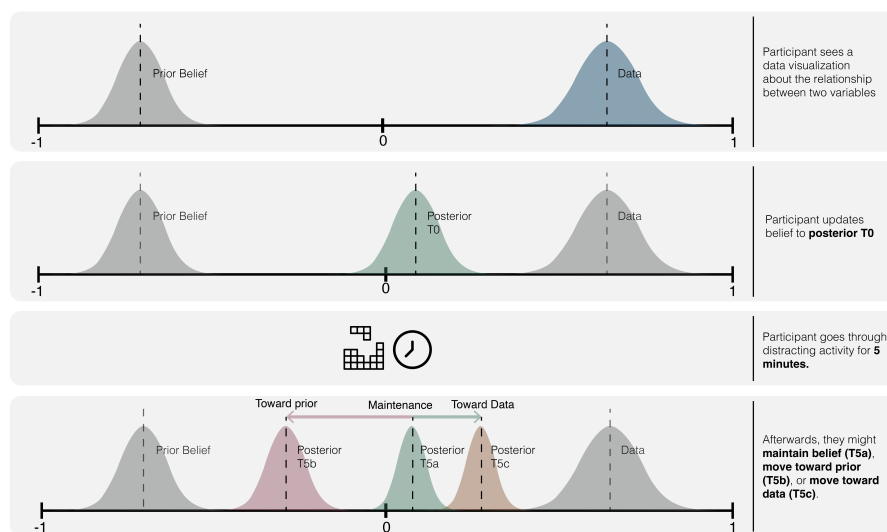 Prior Belief
Data
-1
0
1
Participant sees a
data visualization
about the relationship
between two variables
Prior Belief
Posterior
T0
Data
-1
0
1
Participant updates
belief to posterior T0
Participant goes through
distracting activity for 5
minutes.
Toward prior
Maintenance
Toward Data
Prior Belief
Posterior
T5b
Posterior
T5a
Posterior
T5c
Data
-1
0
1
Afterwards, they might
maintain belief (T5a),
move toward prior
(T5b), or move toward
data (T5c).